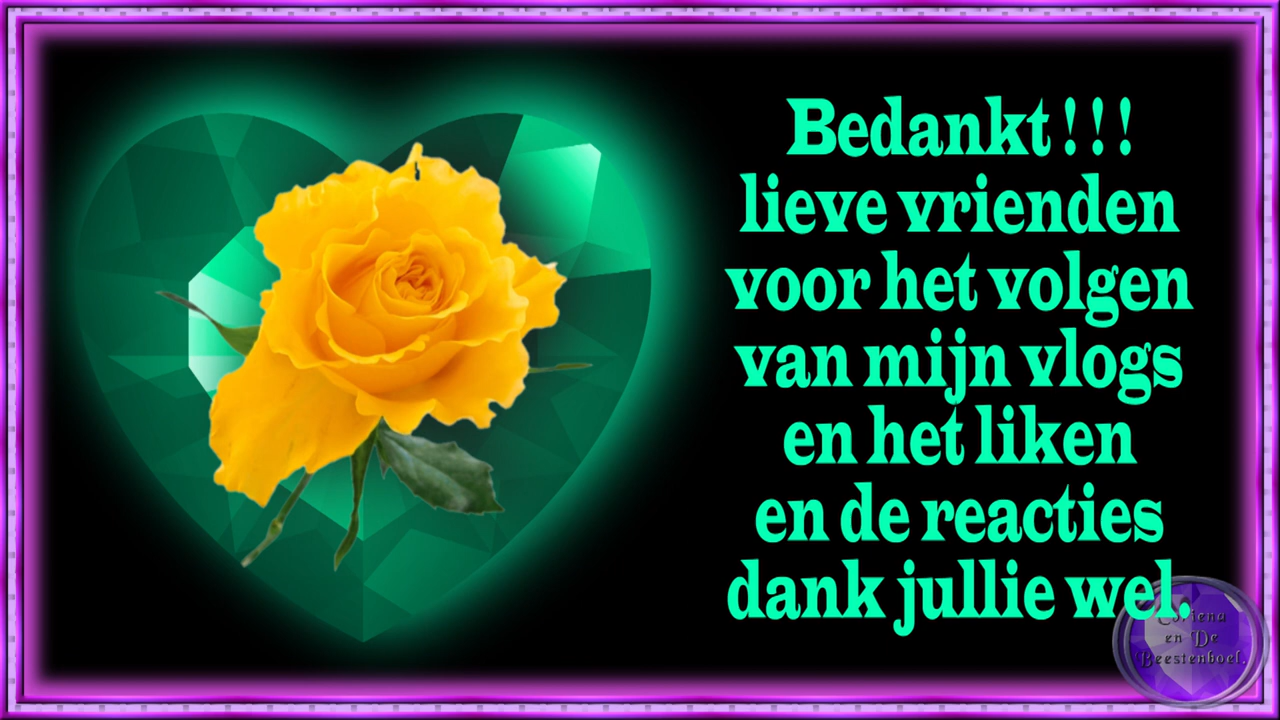 Bedankt ! ! !
lieve vrienden
voor het volgen
van mijn vlogs
en het liken
en de reacties
dank jullie wel.
Coriena
en De
Beestenboel.